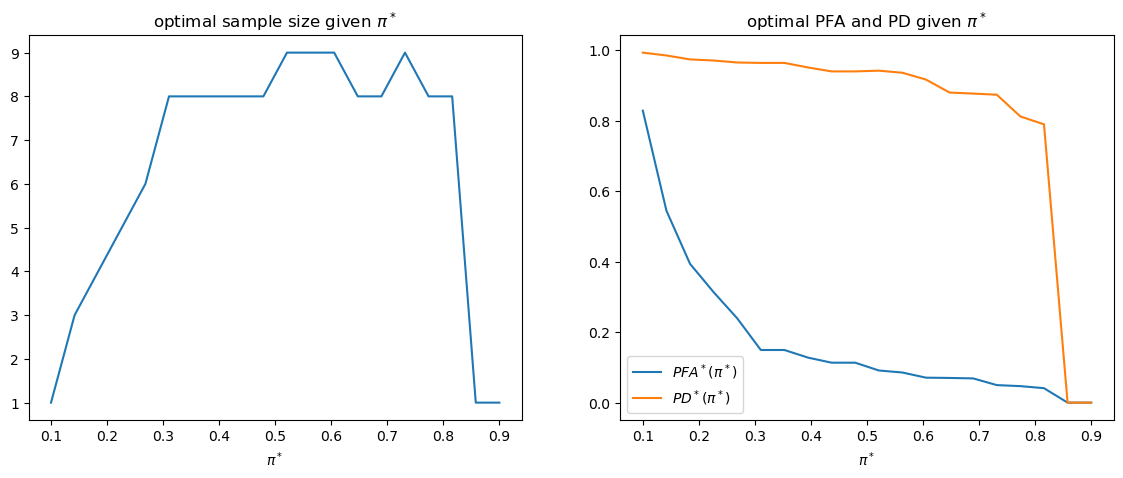 optimal sample size given π*
9
8
7
6
5
4
3
2
1
0.1 0.2 0.3 0.4 0.5 0.6 0.7 0.8 0.9
π*
optimal PFA and PD given π*
1.0
0.8
0.6
0.4
0.2
0.0
PFA*(π*)
PD*(π*)
0.1 0.2 0.3 0.4 0.5 0.6 0.7 0.8 0.9
π*